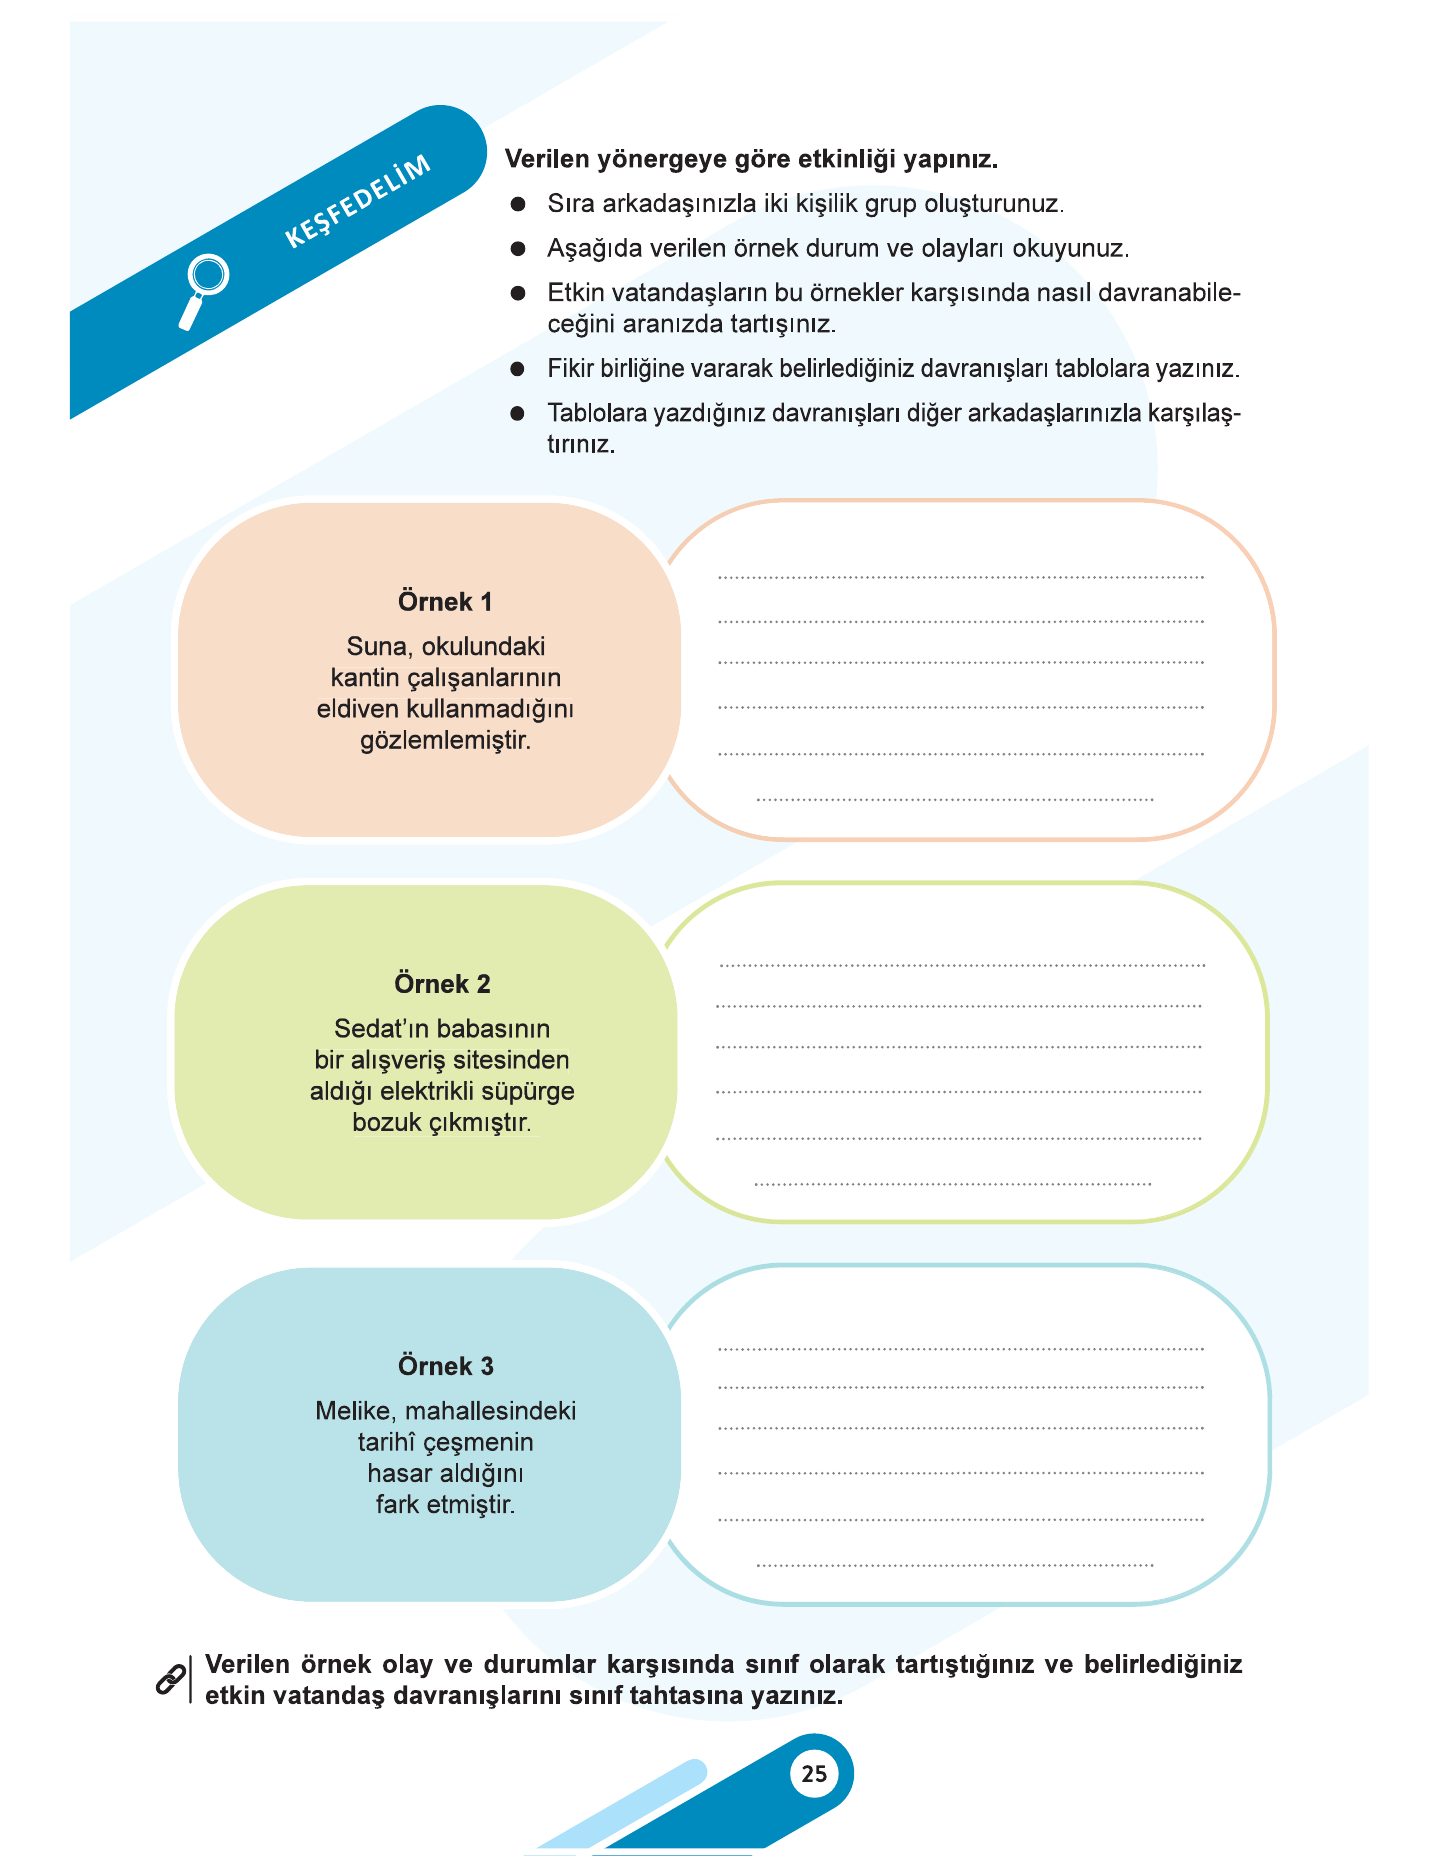 KEŞFEDELİM
Verilen yönergeye göre etkinliği yapınız.
● Sıra arkadaşınızla iki kişilik grup oluşturunuz.
● Aşağıda verilen örnek durum ve olayları okuyunuz.
● Etkin vatandaşların bu örnekler karşısında nasıl davranabile-
ceğini aranızda tartışınız.
● Fikir birliğine vararak belirlediğiniz davranışları tablolara yazınız.
● Tablolara yazdığınız davranışları diğer arkadaşlarınızla karşılaş-
tırınız.
Örnek 1
Suna, okulundaki
kantin çalışanlarının
eldiven kullanmadığını
gözlemlemiştir.
Örnek 2
Sedat’ın babasının
bir alışveriş sitesinden
aldığı elektrikli süpürge
bozuk çıkmıştır.
Örnek 3
Melike, mahallesindeki
tarihî çeşmenin
hasar aldığını
fark etmiştir.
Verilen örnek olay ve durumlar karşısında sınıf olarak tartıştığınız ve belirlediğiniz
etkin vatandaş davranışlarını sınıf tahtasına yazınız.
25